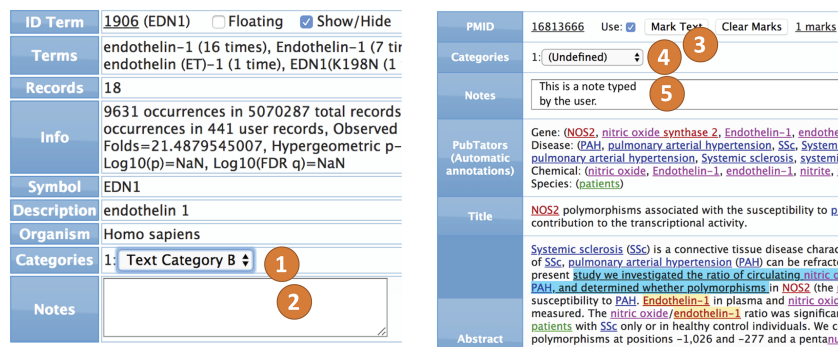 ID Term 1906 (EDN1) Floating Show/Hide
Terms endothelin-1 (16 times), Endothelin-1 (7
endothelin (ET)-1 (1 time), EDN1(K198N (1
Records 18
Info 9631 occurrences in 5070287 total records
occurrences in 441 user records, Observed
Folds=21.4879545007, Hypergeometric p-
Log10(p)=NaN, Log10(FDR q)=NaN
Symbol EDN1
Description endothelin 1
Organism Homo sapiens
Categories 1: Text Category B 1
Notes 2
PMID 16813666 Use: Mark Text Clear Marks 1 marks
3
Categories 1: (Undefined) 4
Notes This is a note typed
by the user. 5
PubTators
(Automatic
annotations)
Gene: (NOS2, nitric oxide synthase 2, Endothelin-1,
Disease: (PAH, pulmonary arterial hypertension, SSc,
pulmonary arterial hypertension, Systemic sclerosis,
Chemical: (nitric oxide, Endothelin-1, endothelin-1, nitrite,
Species: (patients)
Title NOS2 polymorphisms associated with the susceptibility to
contribution to the transcriptional activity.
Abstract
Systemic sclerosis (SSc) is a connective tissue disease
of SSc, pulmonary arterial hypertension (PAH) can be
present study we investigated the ratio of circulating nitric
PAH, and determined whether polymorphisms in NOS2 (the
susceptibility to PAH. Endothelin-1 in plasma and nitric
measured. The nitric oxide/endothelin-1 ratio was
patients with SSc only or in healthy control individuals. We
polymorphisms at positions -1,026 and -277 and a